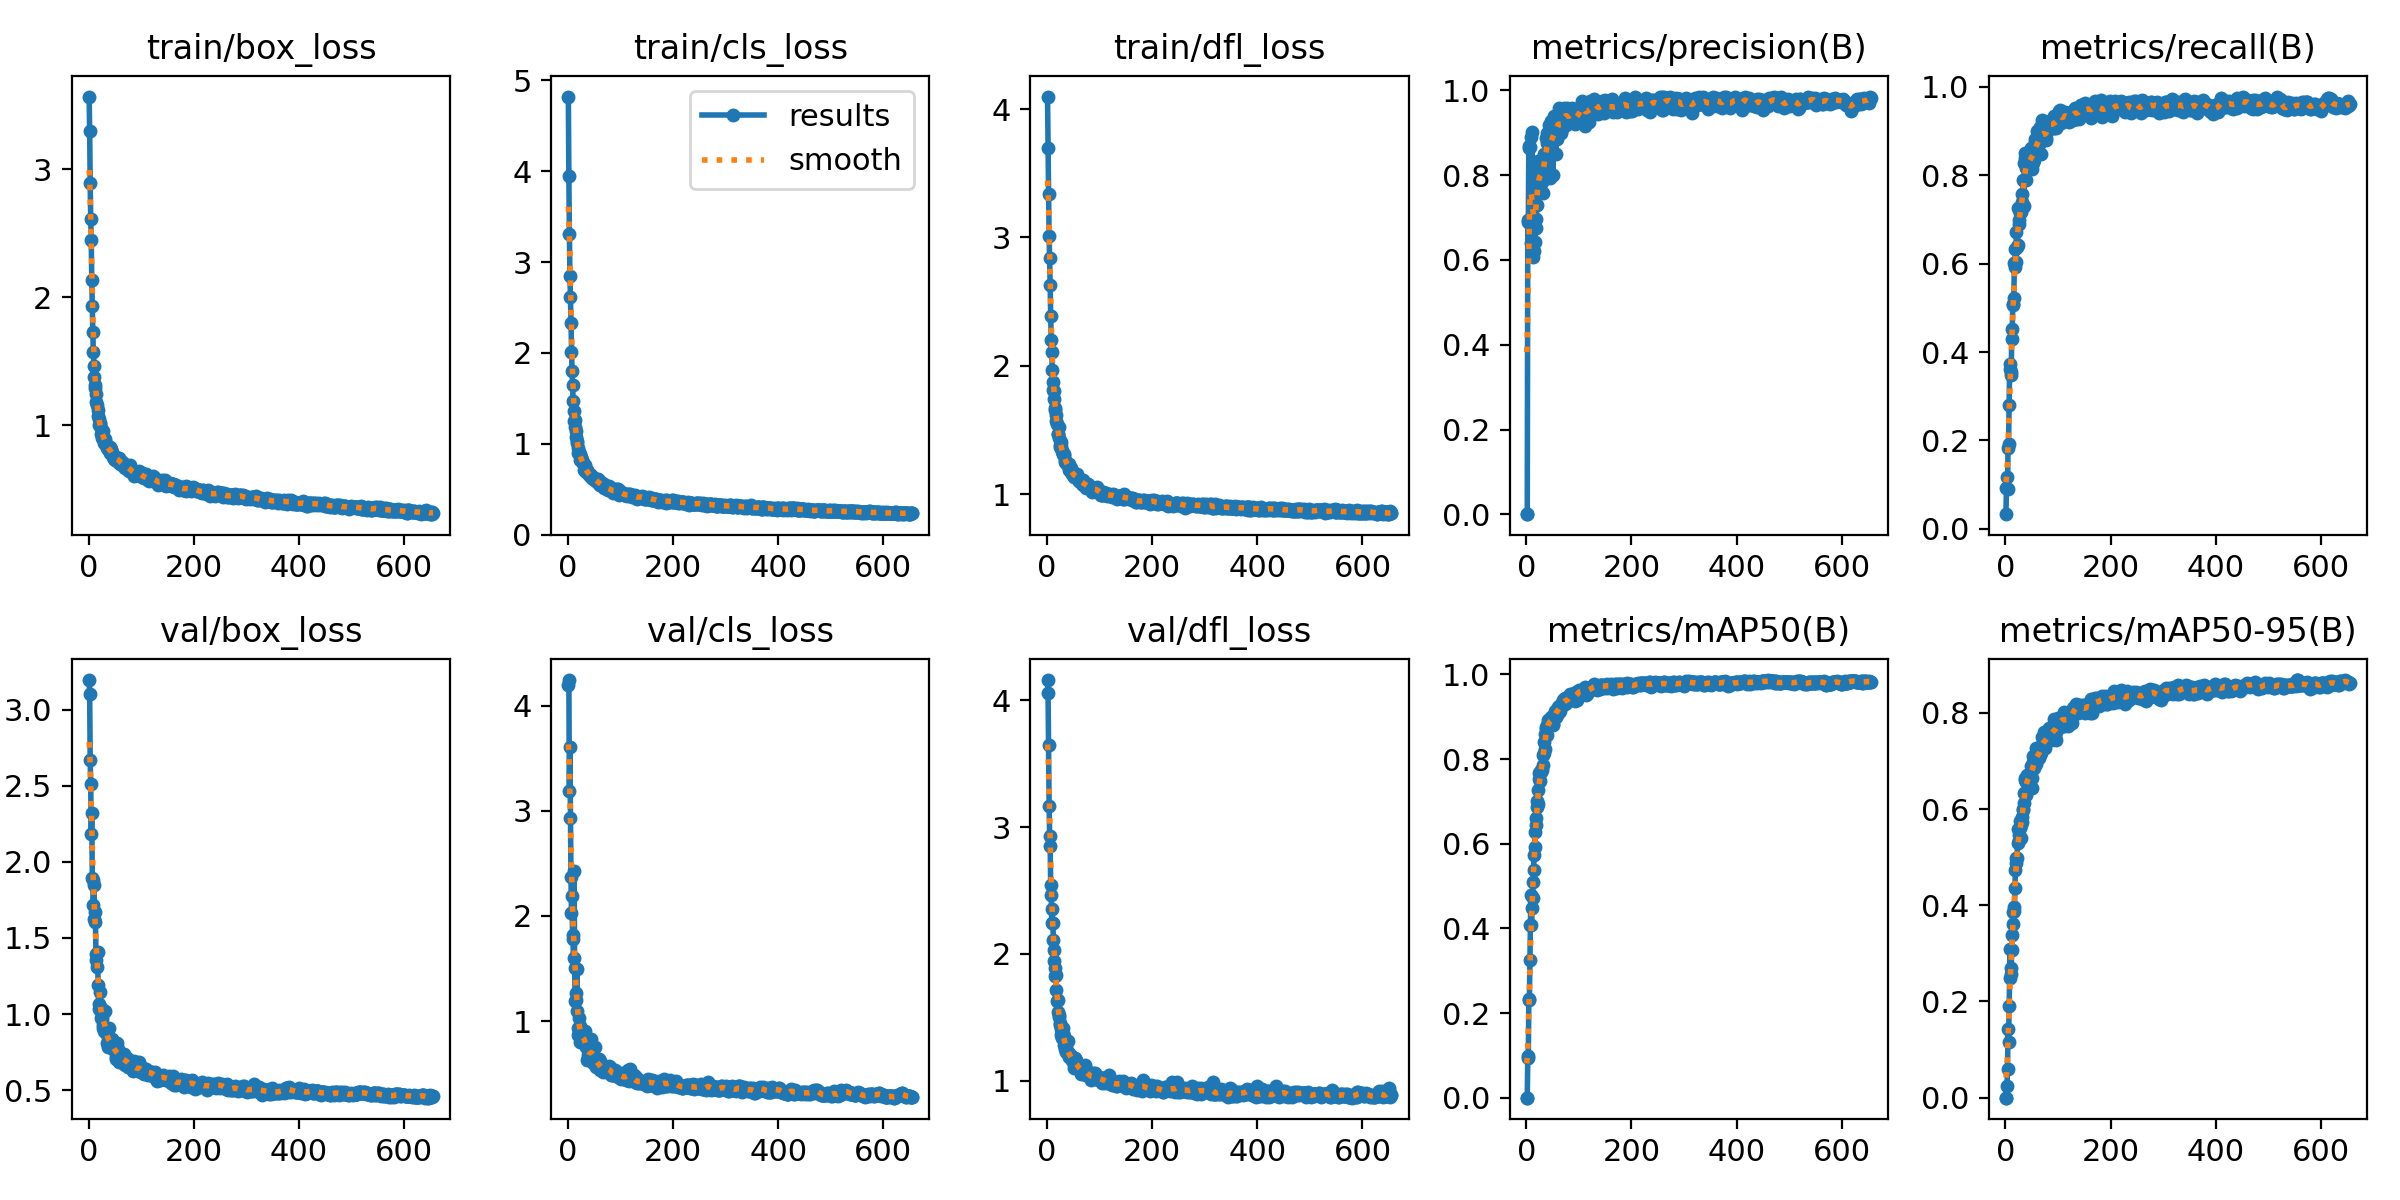 train/box_loss
3
2
1
0 200 400 600
train/cls_loss
5
4
3
2
1
0
0 200 400 600
results
smooth
train/dfl_loss
4
3
2
1
0 200 400 600
metrics/precision(B)
1.0
0.8
0.6
0.4
0.2
0.0
0 200 400 600
metrics/recall(B)
1.0
0.8
0.6
0.4
0.2
0.0
0 200 400 600
val/box_loss
3.0
2.5
2.0
1.5
1.0
0.5
0 200 400 600
val/cls_loss
4
3
2
1
0 200 400 600
val/dfl_loss
4
3
2
1
0 200 400 600
metrics/mAP50(B)
1.0
0.8
0.6
0.4
0.2
0.0
0 200 400 600
metrics/mAP50-95(B)
0.8
0.6
0.4
0.2
0.0
0 200 400 600